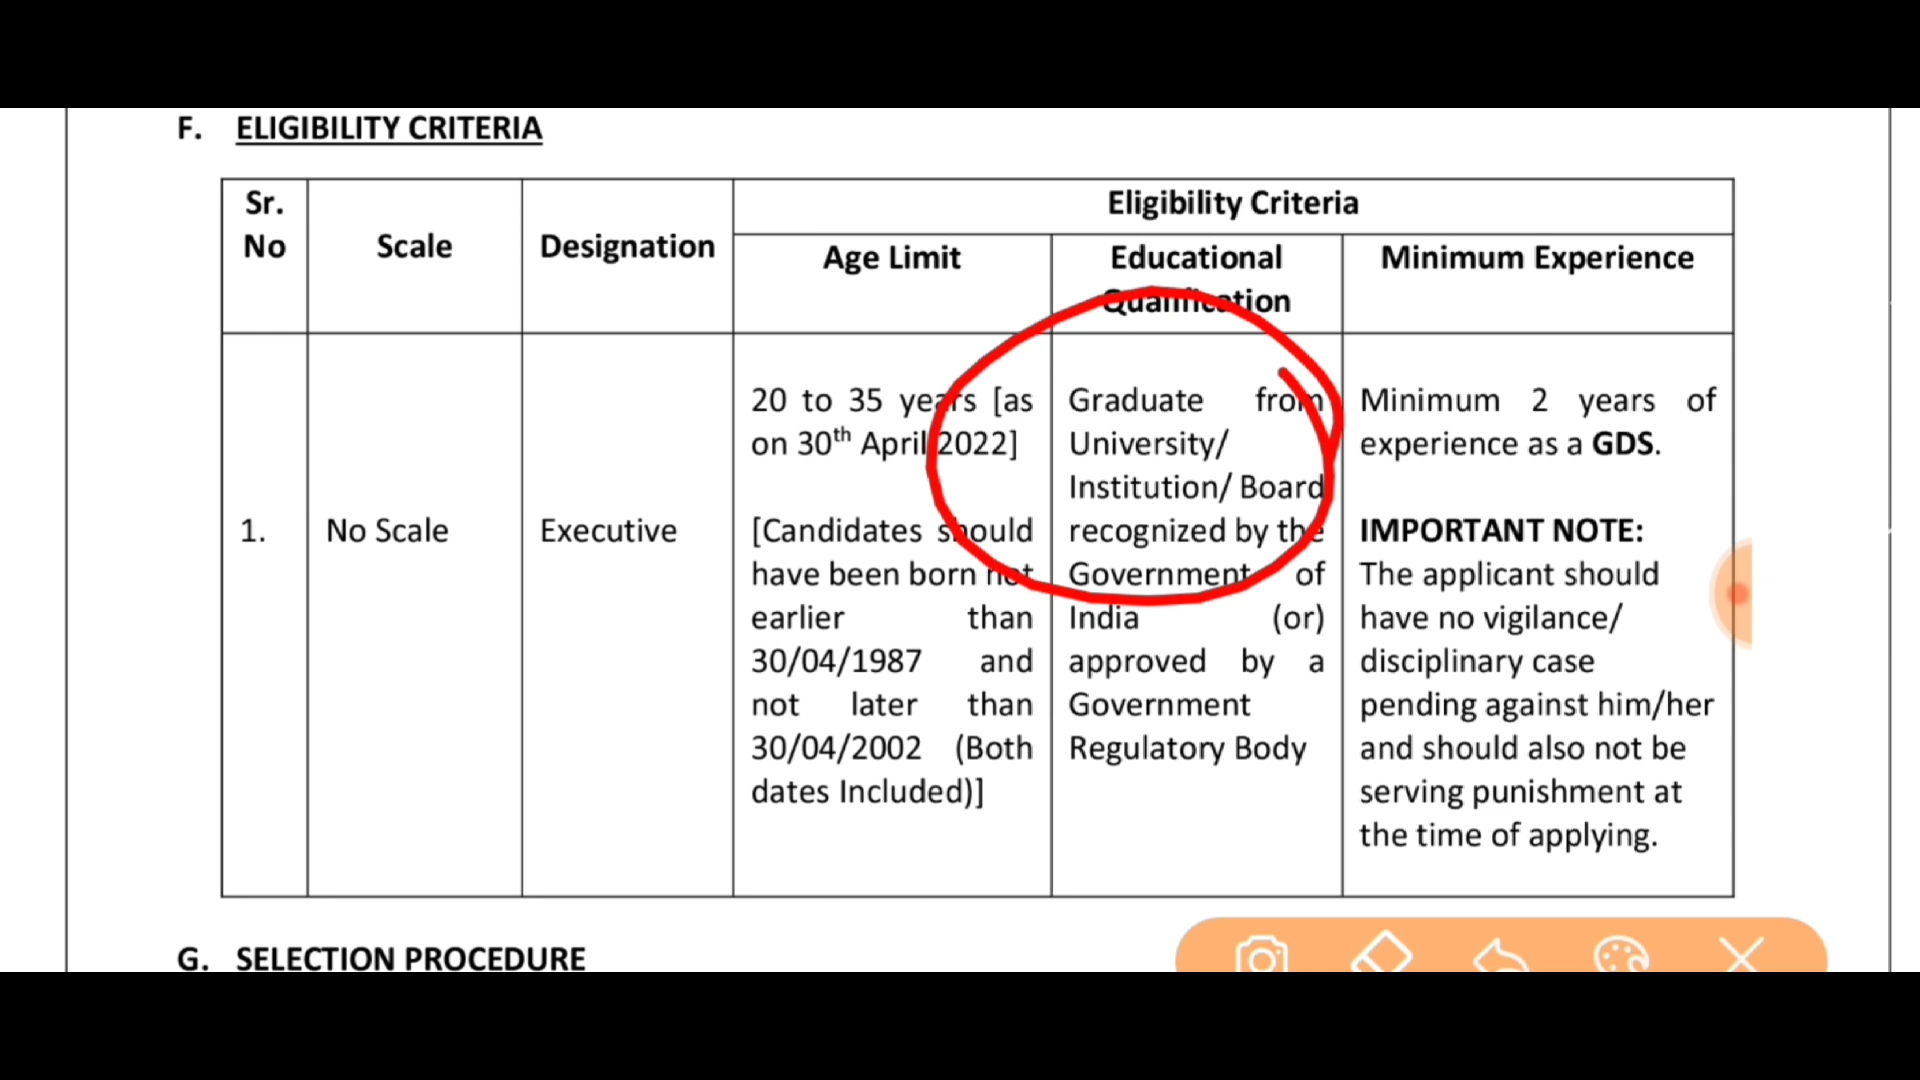 F. ELIGIBILITY CRITERIA
Sr. No
Scale
Designation
Eligibility Criteria
Age Limit
Educational
Qualification
Minimum Experience
1.
No Scale
Executive
20 to 35 years [as
on 30th April 2022]
[Candidates should
have been born not
earlier than
30/04/1987 and
not later than
30/04/2002 (Both
dates Included)]
Graduate from
University/
Institution/ Board
recognized by the
Government of
India (or)
approved by a
Government
Regulatory Body
Minimum 2 years of
experience as a GDS.
IMPORTANT NOTE:
The applicant should
have no vigilance/
disciplinary case
pending against him/her
and should also not be
serving punishment at
the time of applying.
G. SELECTION PROCEDURE